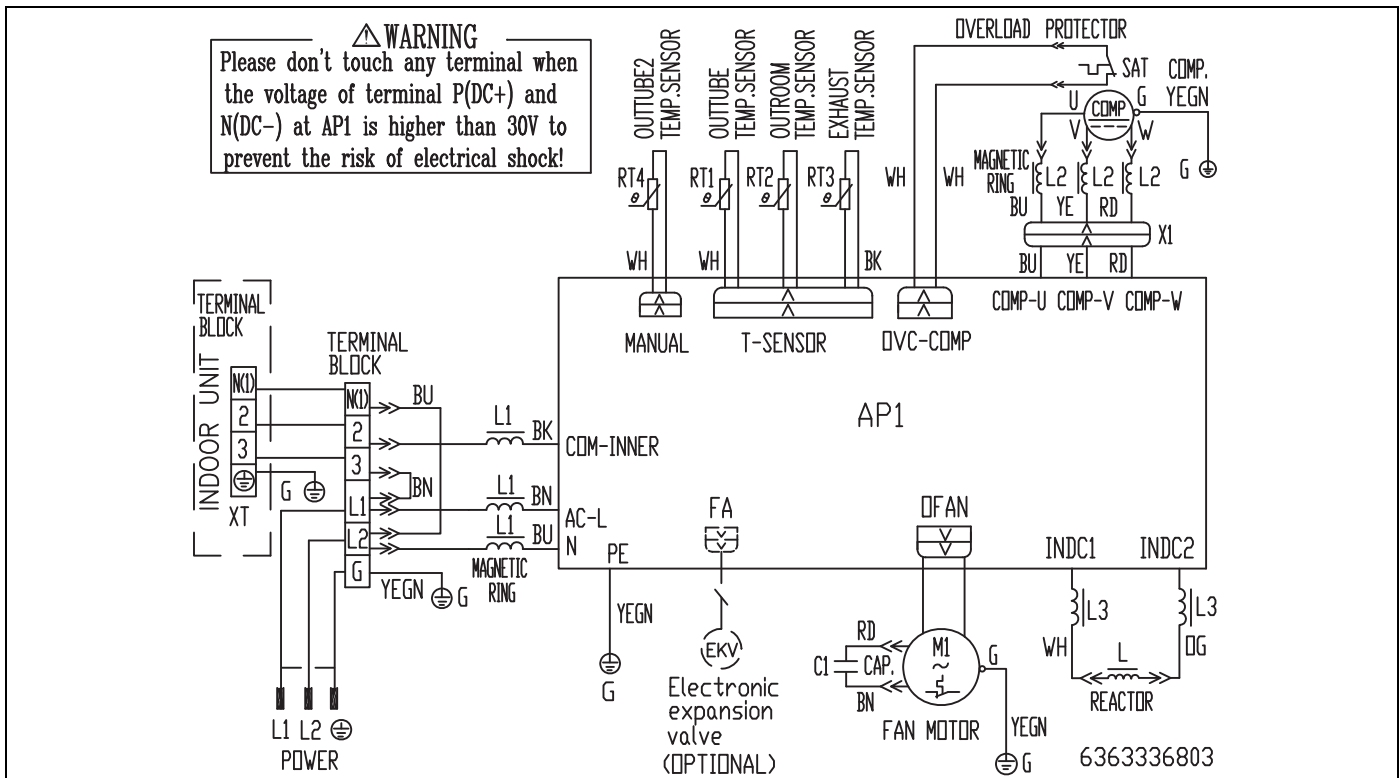 WARNING
Please don't touch any terminal when
the voltage of terminal P(DC+) and
N(DC-) at AP1 is higher than 30V to
prevent the risk of electrical shock!
OUTTUBE2
TEMP.SENSOR
OUTTUBE
TEMP.SENSOR
OUTROOM
TEMP.SENSOR
EXHAUST
TEMP.SENSOR
OVERLOAD PROTECTOR
SAT
COMP.
YEGN
U
V
W
G
COMP
G
RT4
θ
RT1
θ
RT2
θ
RT3
θ
WH
WH
MAGNETIC
RING
L2
L2
L2
BU
YE
RD
X1
WH
WH
BK
BU
YE
RD
MANUAL
T-SENSOR
OVC-COMP
COMP-U
COMP-V
COMP-W
TERMINAL
BLOCK
INDOOR UNIT
N(1)
2
3
XT
G
TERMINAL
BLOCK
N(1)
2
3
L1
L2
G
BU
BN
L1
BK
COM-INNER
L1
BN
AC-L
L1
BU
N
MAGNETIC
RING
YEGN
G
AP1
PE
YEGN
G
FA
EKV
Electronic
expansion
valve
(OPTIONAL)
OFAN
RD
C1
CAP.
BN
M1
~
G
FAN MOTOR
YEGN
G
INDC1
INDC2
L3
L3
WH
OG
L
REACTOR
L1
L2
POWER
6363336803